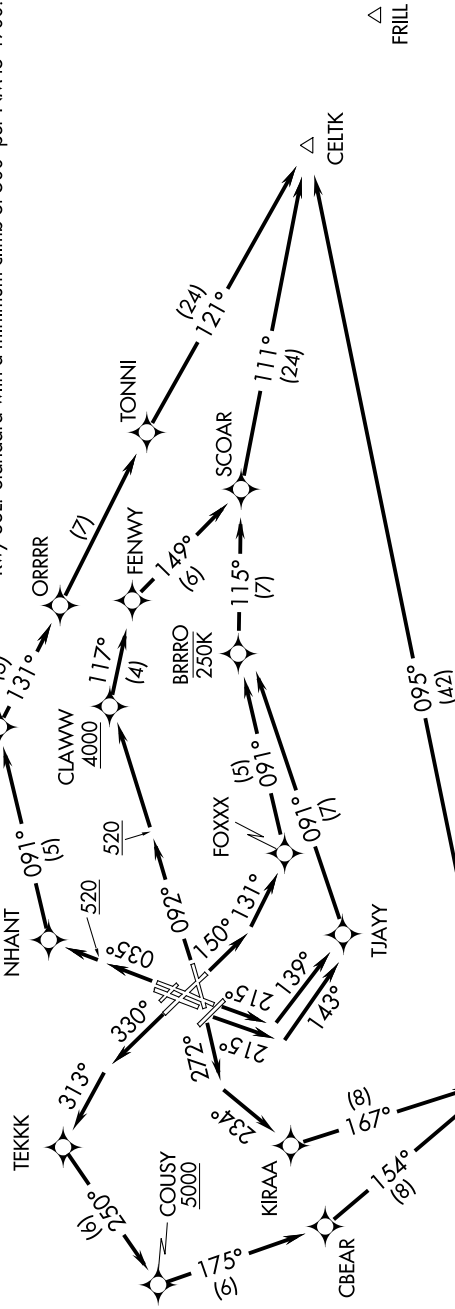 FRILL
CELTK
(24)
121°
TONNI
111°
(24)
SCOAR
(7)
ORRRR
FENWY
149°
(6)
115°
(7)
131°
117°
(4)
BRRRO
250K
CLAWW
4000
095°
(42)
091°
(5)
520
(5)
091°
091°
(7)
FOXXX
NHANT
520
092°
035°
150°
131°
TJAYY
330°
215°
139°
215°
143°
313°
272°
TEKKK
234°
(8)
167°
KIRAA
250°
(6)
COUSY
5000
175°
(6)
154°
(8)
CBEAR